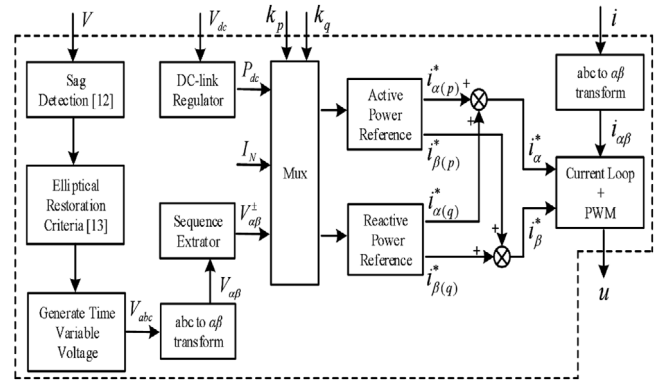 V
V_dc
k_p
k_q
i
Sag
Detection [12]
DC-link
Regulator
P_dc
I_N
Mux
Active
Power
Reference
i*_α(p)
+
+
i*_β(p)
i*_α
abc to αβ
transform
i_αβ
Elliptical
Restoration
Criteria [13]
Sequence
Extrator
V^±_αβ
Reactive
Power
Reference
i*_α(q)
+
+
i*_β(q)
i*_β
Current Loop
+
PWM
u
Generate Time
Variable
Voltage
V_abc
abc to αβ
transform
V_αβ